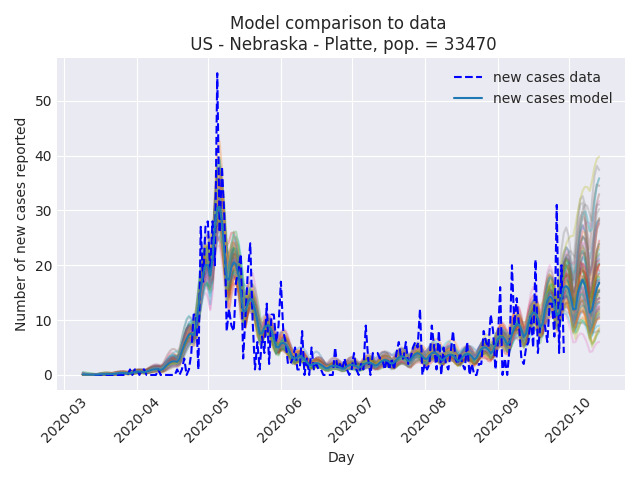 Model comparison to data
US - Nebraska - Platte, pop. = 33470
new cases data
new cases model
Number of new cases reported
50
40
30
20
10
0
2020-03
2020-04
2020-05
2020-06
2020-07
2020-08
2020-09
2020-10
Day